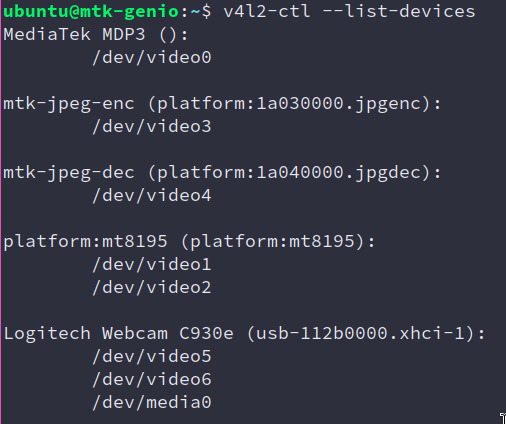 ubuntu@mtk-genio:~$ v4l2-ctl --list-devices
MediaTek MDP3 ():
        /dev/video0

mtk-jpeg-enc (platform:1a030000.jpgenc):
        /dev/video3

mtk-jpeg-dec (platform:1a040000.jpgdec):
        /dev/video4

platform:mt8195 (platform:mt8195):
        /dev/video1
        /dev/video2

Logitech Webcam C930e (usb-112b0000.xhci-1):
        /dev/video5
        /dev/video6
        /dev/media0